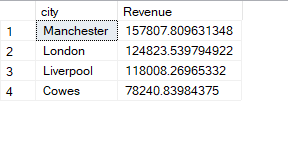 city Revenue
1 Manchester 157807.809631348
2 London 124823.539794922
3 Liverpool 118008.26965332
4 Cowes 78240.83984375